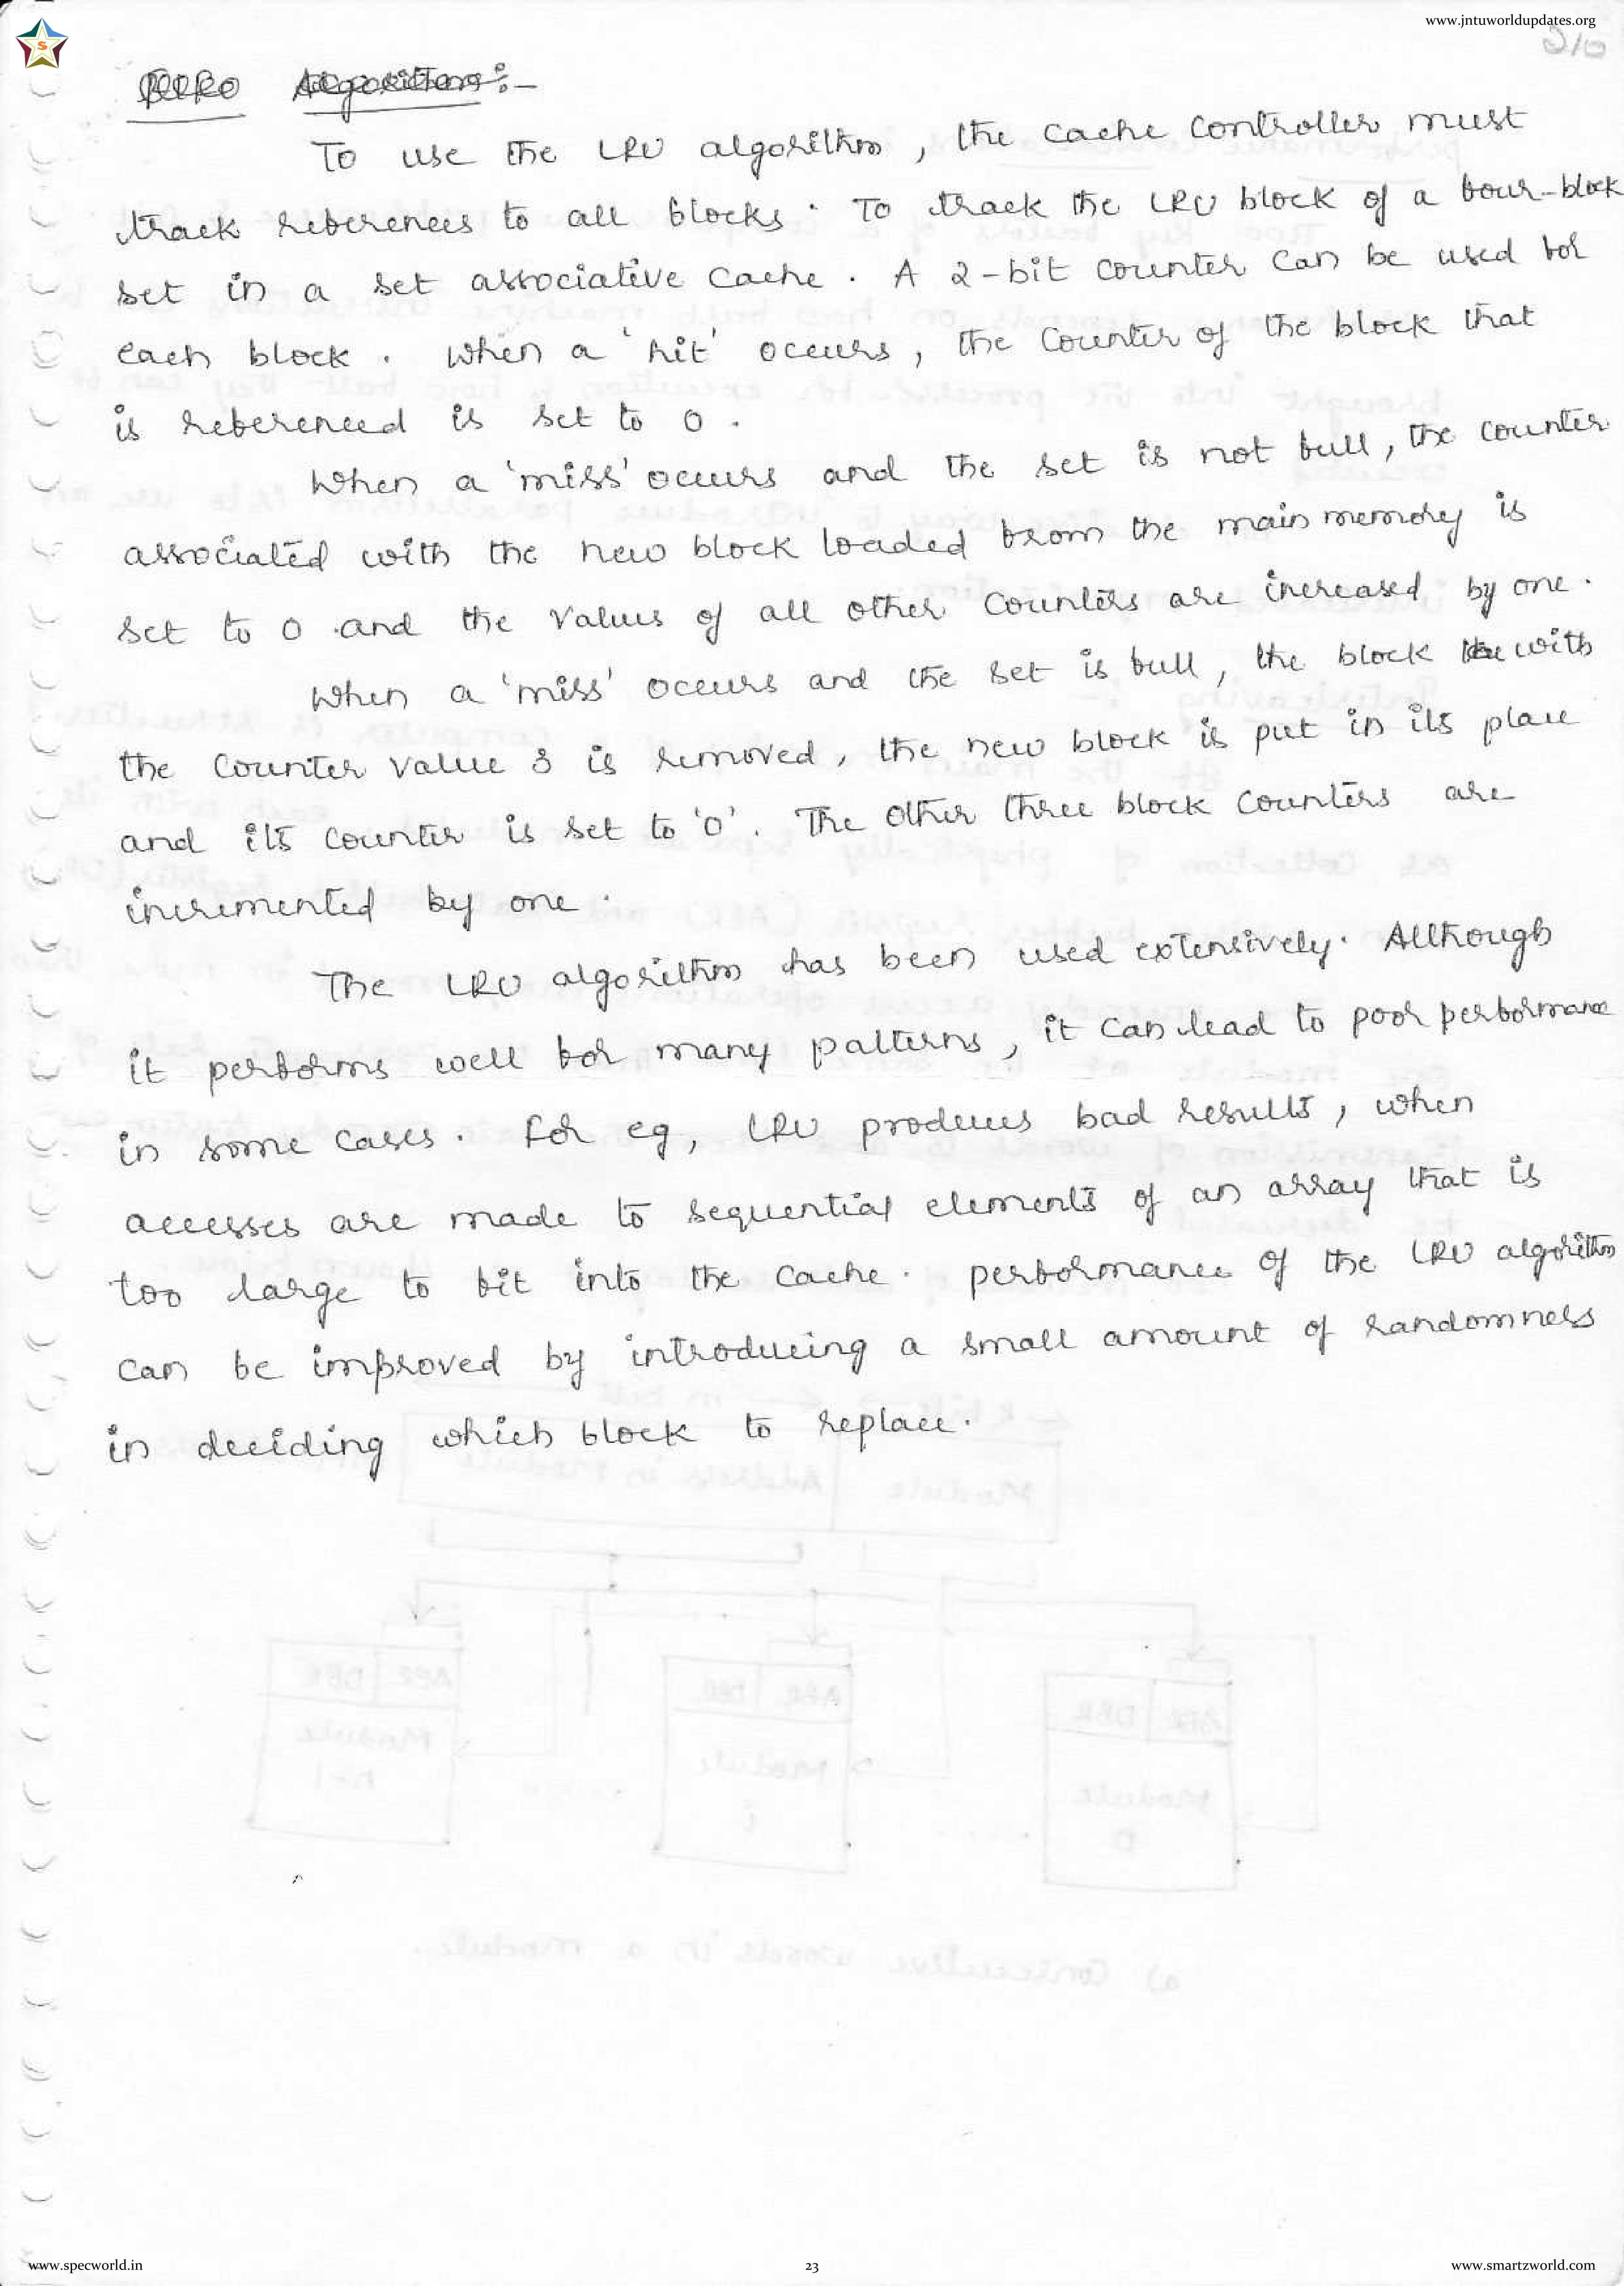 www.jntuworldupdates.org
S
210
Algorithm :-
To use the LRU algorithm, the cache controller must
track references to all blocks. To track the LRU block of a four-block
set in a set associative cache. A 2-bit counter can be used for
each block. When a 'hit' occurs, the counter of the block that
is referenced is set to 0.
When a 'miss' occurs and the set is not full, the counter
associated with the new block loaded from the main memory is
set to 0 and the values of all other counters are increased by one.
When a 'miss' occurs and the set is full, the block with
the counter value 3 is removed, the new block is put in its place
and its counter is set to '0'. The other three block counters are
incremented by one.
The LRU algorithm has been used extensively. Although
it performs well for many patterns, it can lead to poor performance
in some cases. For eg, LRU produces bad results, when
accesses are made to sequential elements of an array that is
too large to fit into the cache. performance of the LRU algorithm
can be improved by introducing a small amount of randomness
in deciding which block to replace.
www.specworld.in
23
www.smartzworld.com